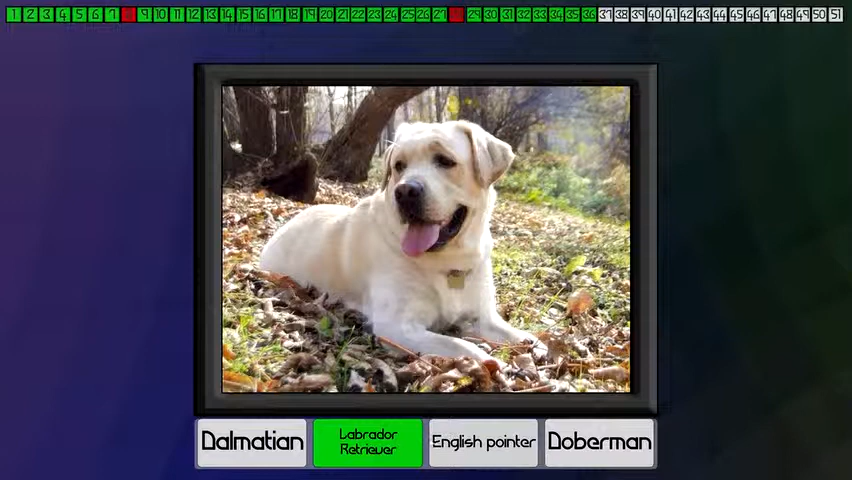 1 2 3 4 5 6 7 8 9 10 11 12 13 14 15 16 17 18 19 20 21 22 23 24 25 26 27 28 29 30 31 32 33 34 35 36 37 38 39 40 41 42 43 44 45 46 47 48 49 50 51
Dalmatian
Labrador
Retriever
English pointer
Doberman